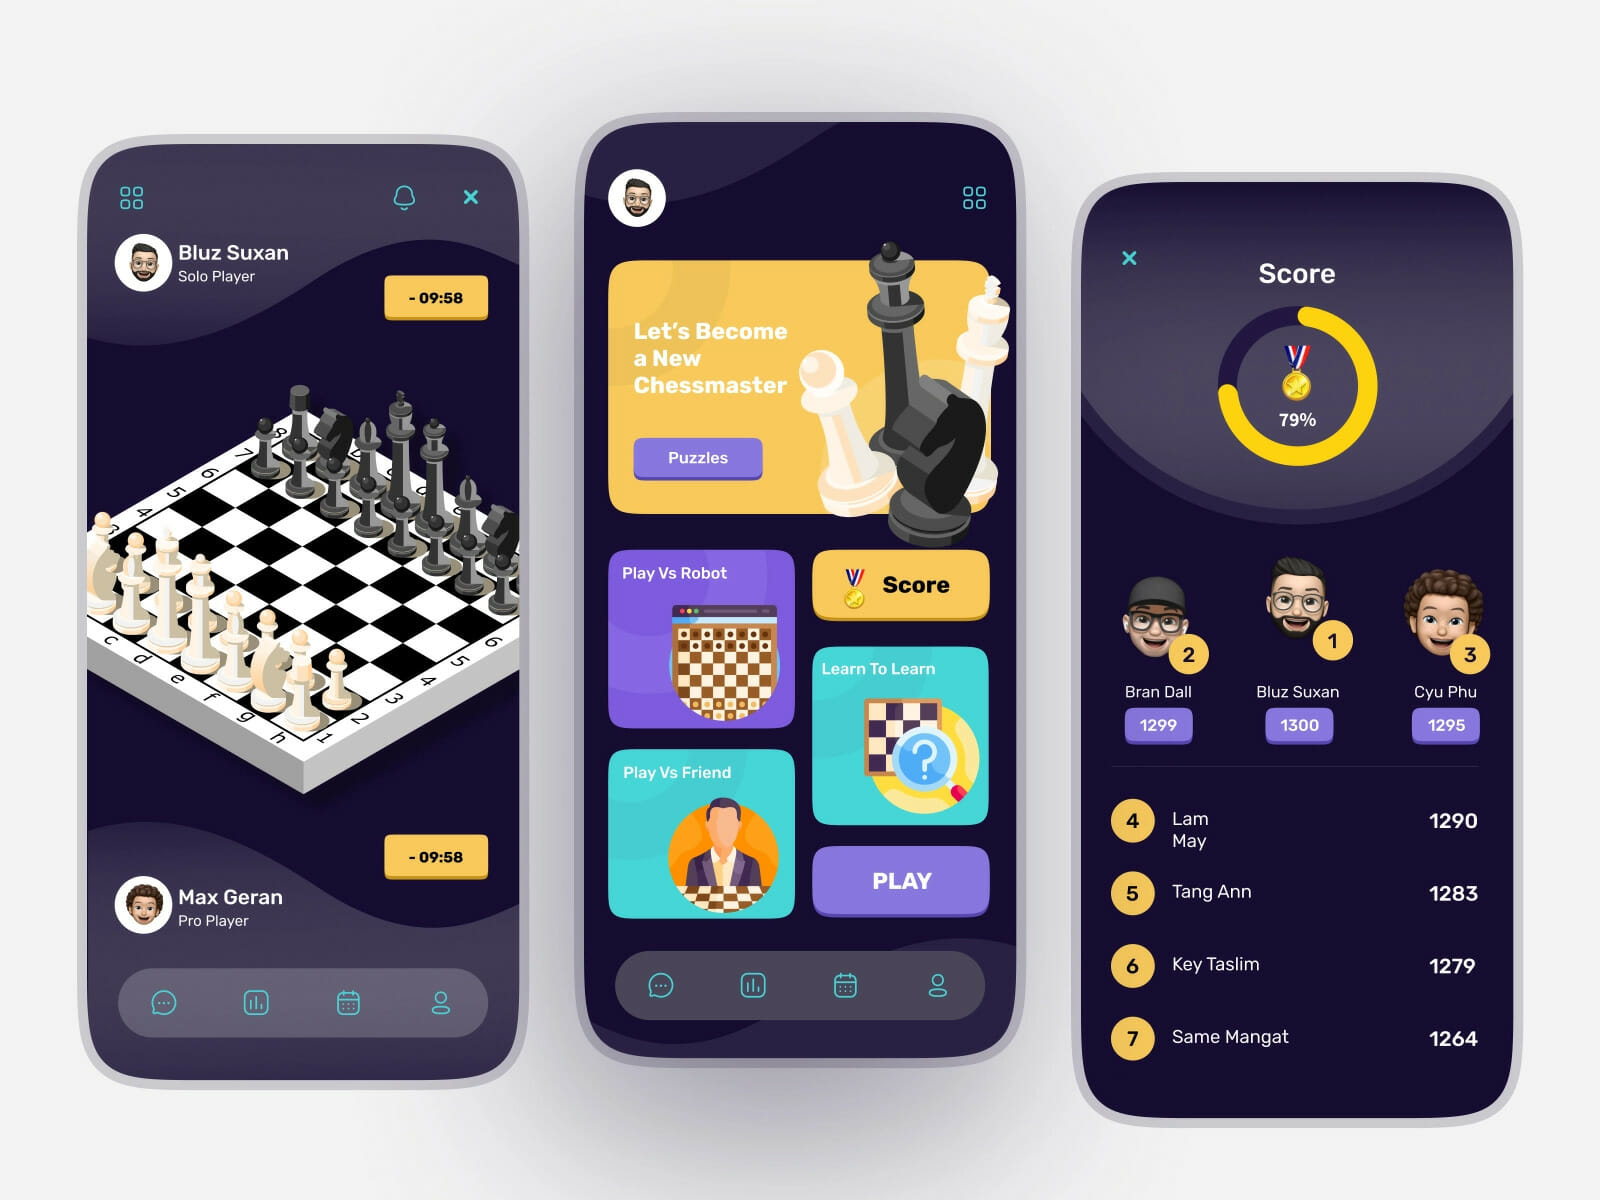 Bluz Suxan
Solo Player
- 09:58
8
7
6
5
4
3
c
d
e
f
g
h
1
2
3
4
5
6
- 09:58
Max Geran
Pro Player
Let's Become
a New
Chessmaster
Puzzles
Play Vs Robot
Score
Learn To Learn
?
Play Vs Friend
PLAY
Score
79%
2
1
3
Bran Dall
Bluz Suxan
Cyu Phu
1299
1300
1295
4
Lam
May
1290
5
Tang Ann
1283
6
Key Taslim
1279
7
Same Mangat
1264